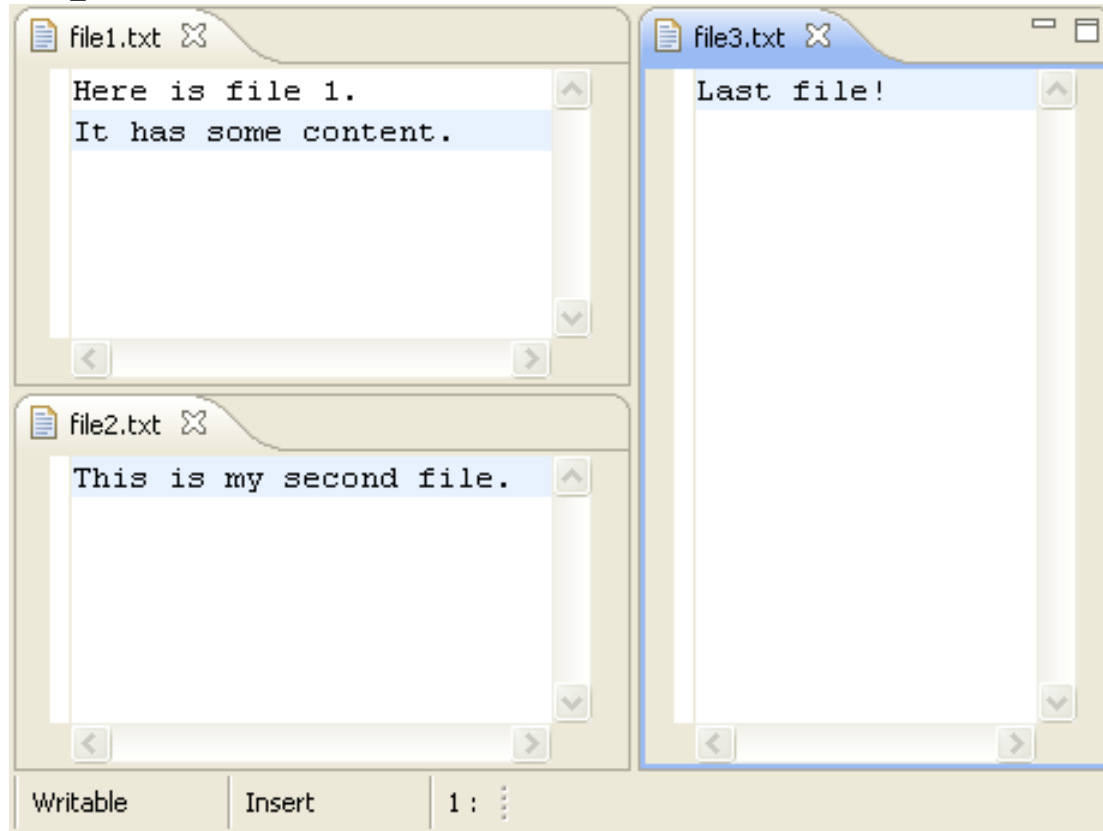 file1.txt
Here is file 1.
It has some content.
file2.txt
This is my second file.
file3.txt
Last file!
Writable
Insert
1 :